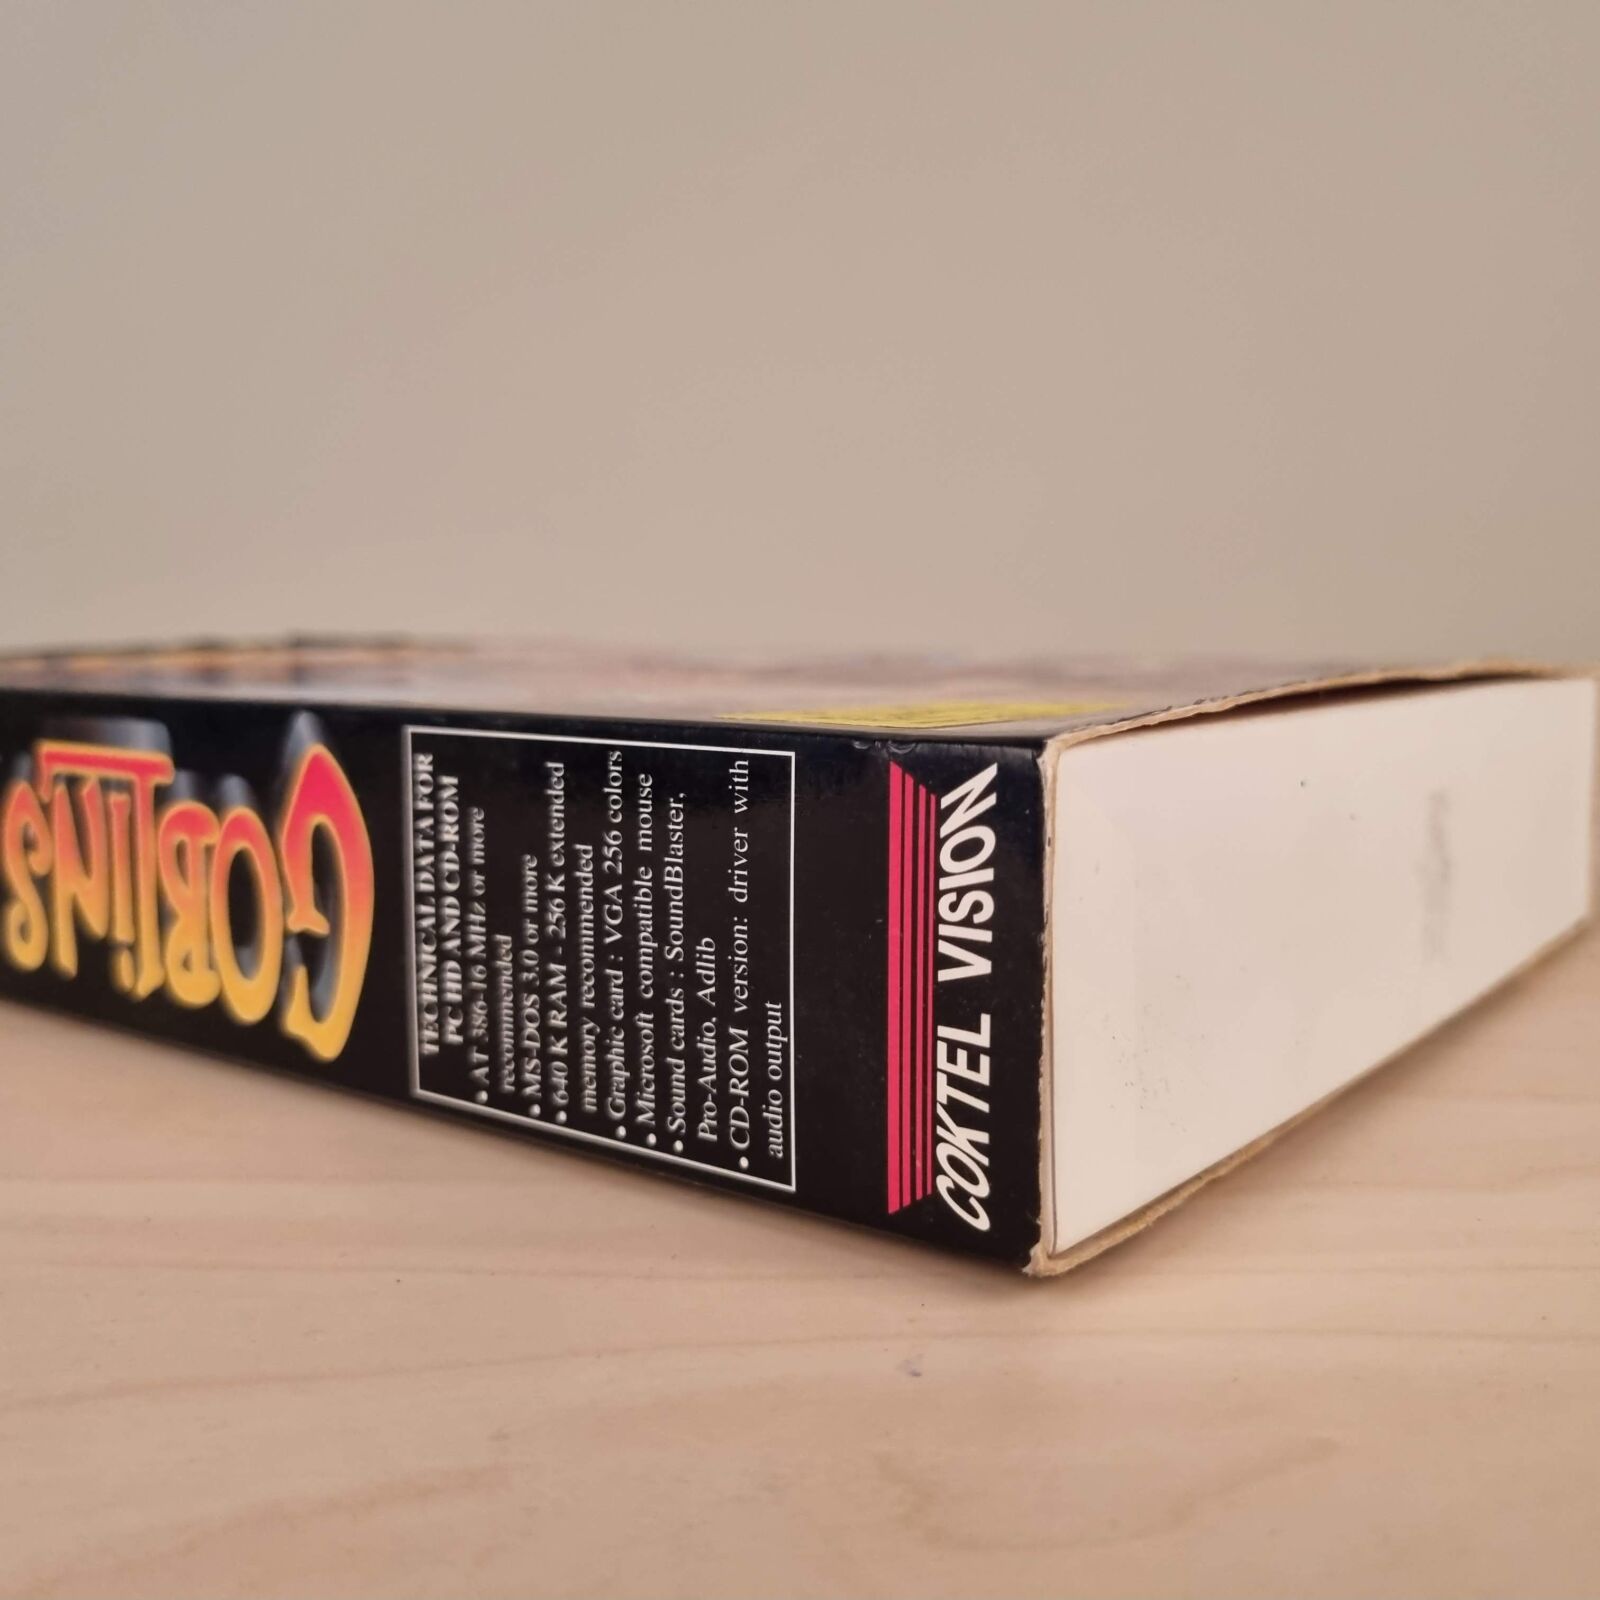 GOBLINS
TECHNICAL DATA FOR
PC HD AND CD-ROM
• AT 386-16 MHz or more
recommended
• MS-DOS 3.0 or more
• 640 K RAM - 256 K extended
memory recommended
• Graphic card : VGA 256 colors
• Microsoft compatible mouse
• Sound cards : SoundBlaster,
Pro-Audio, Adlib
• CD-ROM version: driver with
audio output
COKTEL VISION